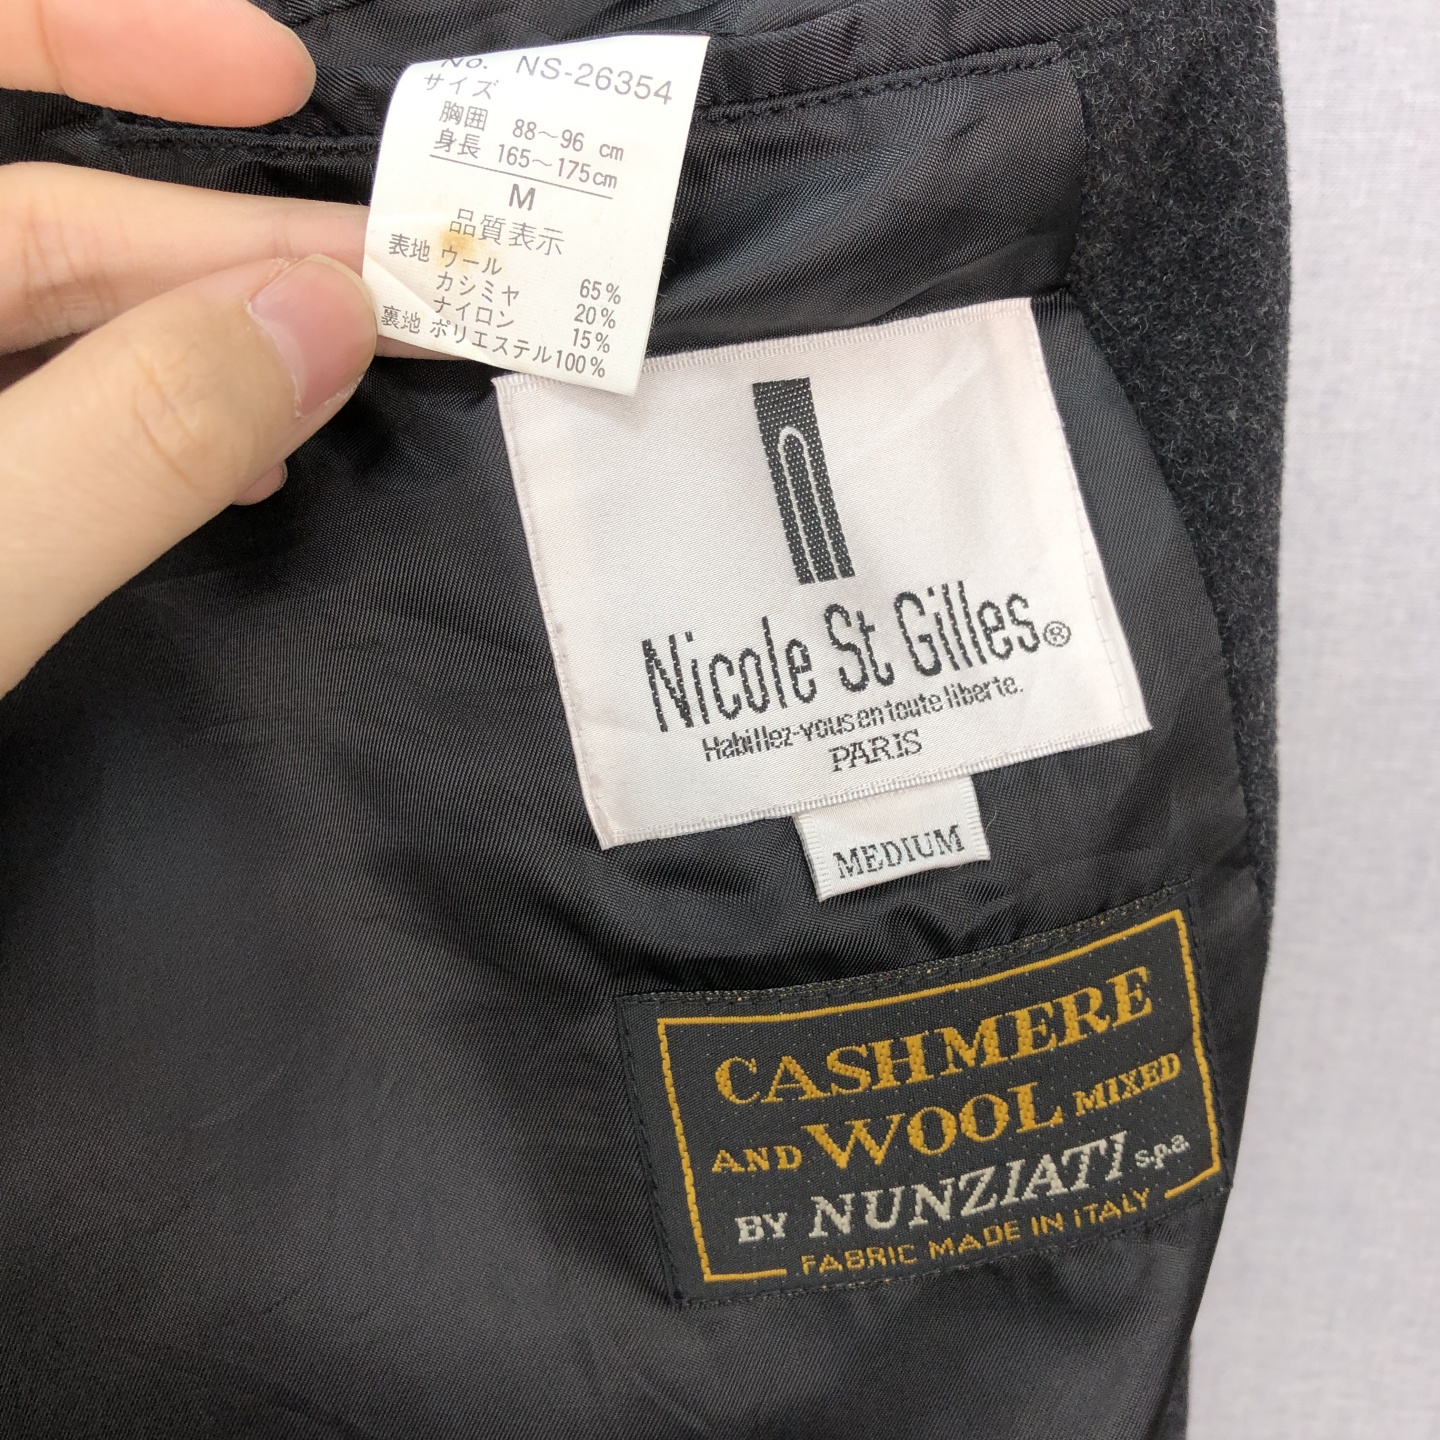 No. NS-26354
サイズ
胸囲 88～96 cm
身長 165～175cm
M
品質表示
表地 ウール 65%
カシミヤ 20%
ナイロン 15%
裏地 ポリエステル100%
Nicole St Gilles®
Habillez-vous en toute liberte.
PARIS
MEDIUM
CASHMERE
AND WOOL MIXED
BY NUNZIATI s.p.a.
FABRIC MADE IN ITALY